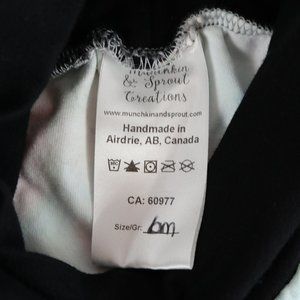 Munchkin
& Sprout
Creations
www.munchkinandsprout.com
Handmade in
Airdrie, AB, Canada
CA: 60977
Size/Gr: 6m